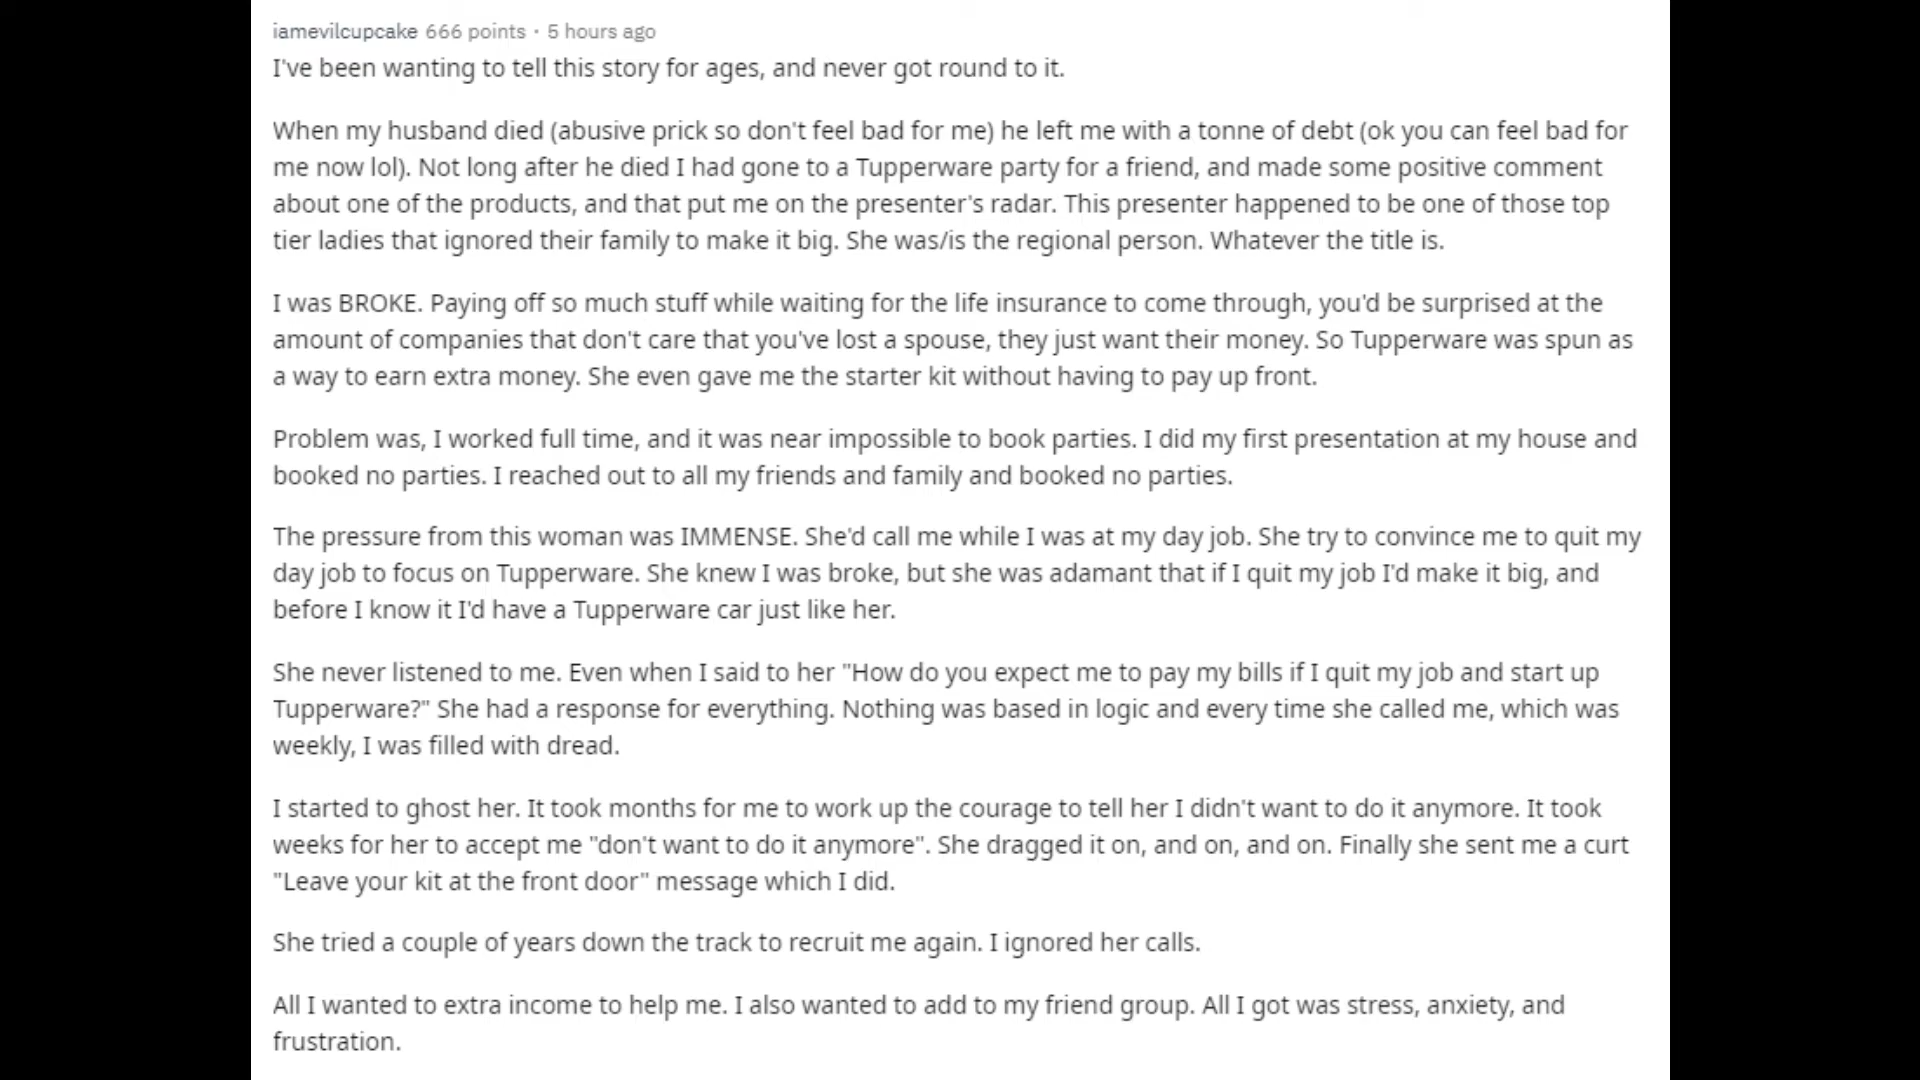 iamevilcupcake 666 points · 5 hours ago
I've been wanting to tell this story for ages, and never got round to it.
When my husband died (abusive prick so don't feel bad for me) he left me with a tonne of debt (ok you can feel bad for
me now lol). Not long after he died I had gone to a Tupperware party for a friend, and made some positive comment
about one of the products, and that put me on the presenter's radar. This presenter happened to be one of those top
tier ladies that ignored their family to make it big. She was/is the regional person. Whatever the title is.
I was BROKE. Paying off so much stuff while waiting for the life insurance to come through, you'd be surprised at the
amount of companies that don't care that you've lost a spouse, they just want their money. So Tupperware was spun as
a way to earn extra money. She even gave me the starter kit without having to pay up front.
Problem was, I worked full time, and it was near impossible to book parties. I did my first presentation at my house and
booked no parties. I reached out to all my friends and family and booked no parties.
The pressure from this woman was IMMENSE. She'd call me while I was at my day job. She try to convince me to quit my
day job to focus on Tupperware. She knew I was broke, but she was adamant that if I quit my job I'd make it big, and
before I know it I'd have a Tupperware car just like her.
She never listened to me. Even when I said to her "How do you expect me to pay my bills if I quit my job and start up
Tupperware?" She had a response for everything. Nothing was based in logic and every time she called me, which was
weekly, I was filled with dread.
I started to ghost her. It took months for me to work up the courage to tell her I didn't want to do it anymore. It took
weeks for her to accept me "don't want to do it anymore". She dragged it on, and on, and on. Finally she sent me a curt
"Leave your kit at the front door" message which I did.
She tried a couple of years down the track to recruit me again. I ignored her calls.
All I wanted to extra income to help me. I also wanted to add to my friend group. All I got was stress, anxiety, and
frustration.